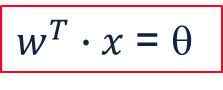 w^T · x = θ